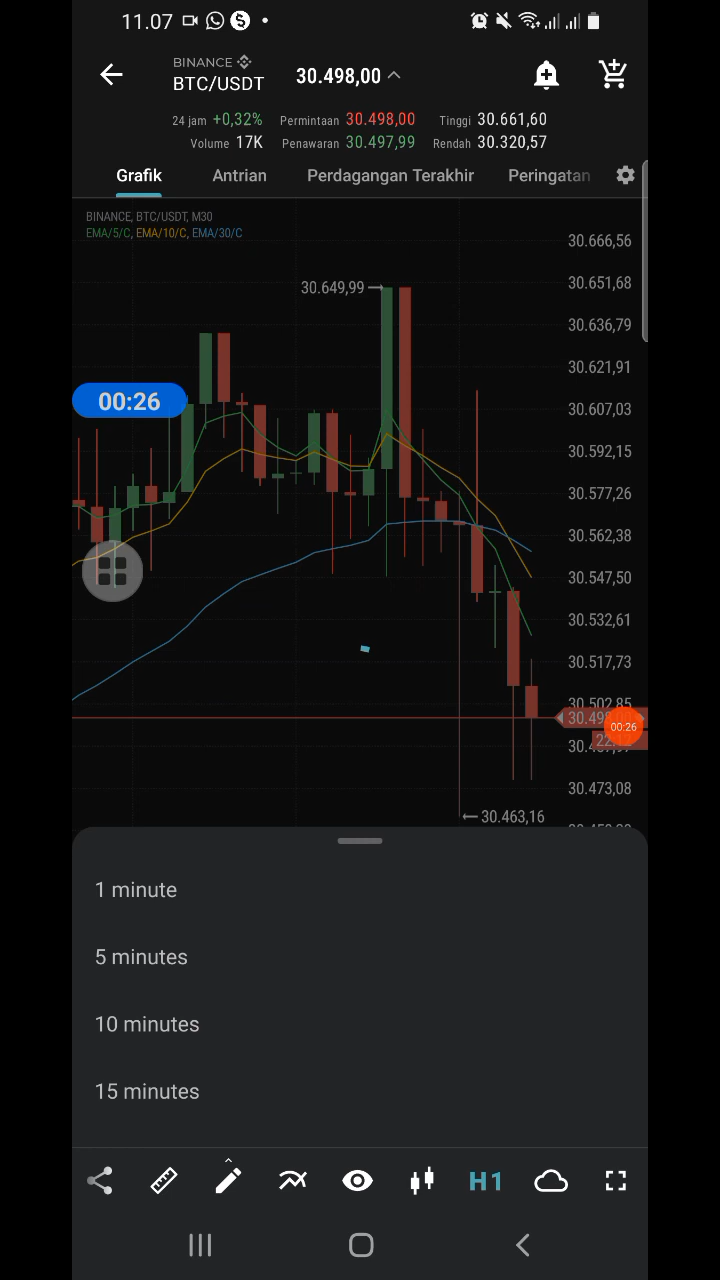 11.07
BINANCE
BTC/USDT
30.498,00
24 jam +0,32% Permintaan 30.498,00 Tinggi 30.661,60
Volume 17K Penawaran 30.497,99 Rendah 30.320,57
Grafik Antrian Perdagangan Terakhir Peringatan
BINANCE, BTC/USDT, M30
EMA/5/C, EMA/10/C, EMA/30/C
30.666,56
30.649,99
30.651,68
30.636,79
30.621,91
00:26
30.607,03
30.592,15
30.577,26
30.562,38
30.547,50
30.532,61
30.517,73
30.502,85
00:26
30.473,08
30.463,16
1 minute
5 minutes
10 minutes
15 minutes
H1